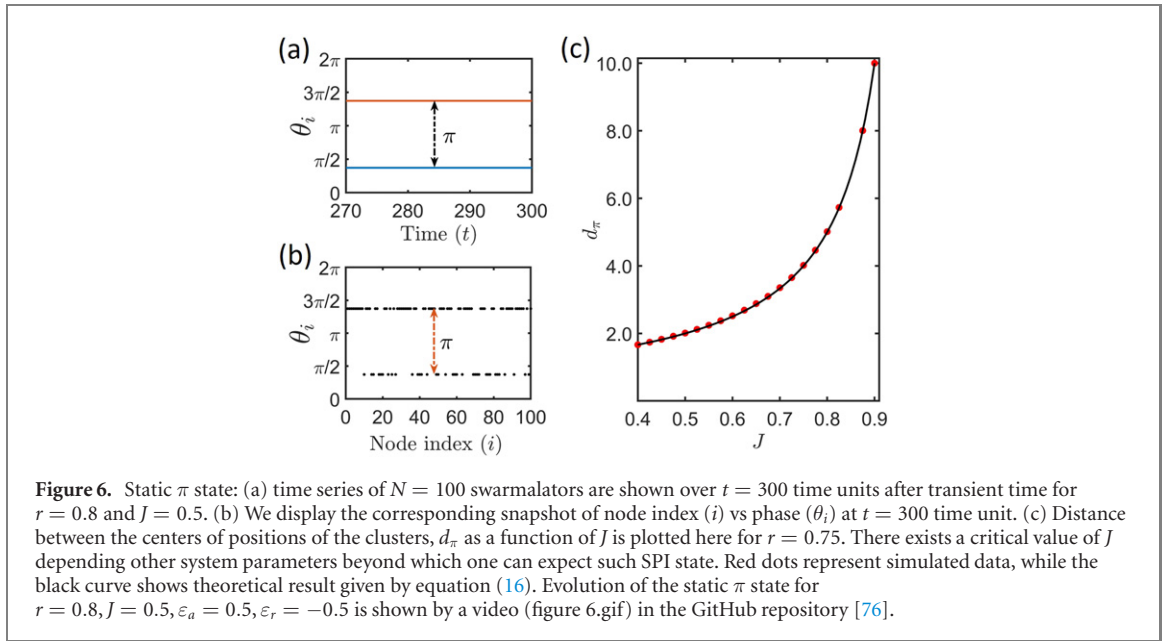 (a)
2π
3π/2
π
π/2
0
θᵢ
π
270 280 290 300
Time (t)
(b)
2π
3π/2
π
π/2
0
θᵢ
π
0 20 40 60 80 100
Node index (i)
(c)
10.0
8.0
6.0
4.0
2.0
d_π
0.4 0.5 0.6 0.7 0.8 0.9
J
Figure 6. Static π state: (a) time series of N = 100 swarmalators are shown over t = 300 time units after transient time for
r = 0.8 and J = 0.5. (b) We display the corresponding snapshot of node index (i) vs phase (θᵢ) at t = 300 time unit. (c) Distance
between the centers of positions of the clusters, d_π as a function of J is plotted here for r = 0.75. There exists a critical value of J
depending other system parameters beyond which one can expect such SPI state. Red dots represent simulated data, while the
black curve shows theoretical result given by equation (16). Evolution of the static π state for
r = 0.8, J = 0.5, εₐ = 0.5, εᵣ = −0.5 is shown by a video (figure 6.gif) in the GitHub repository [76].